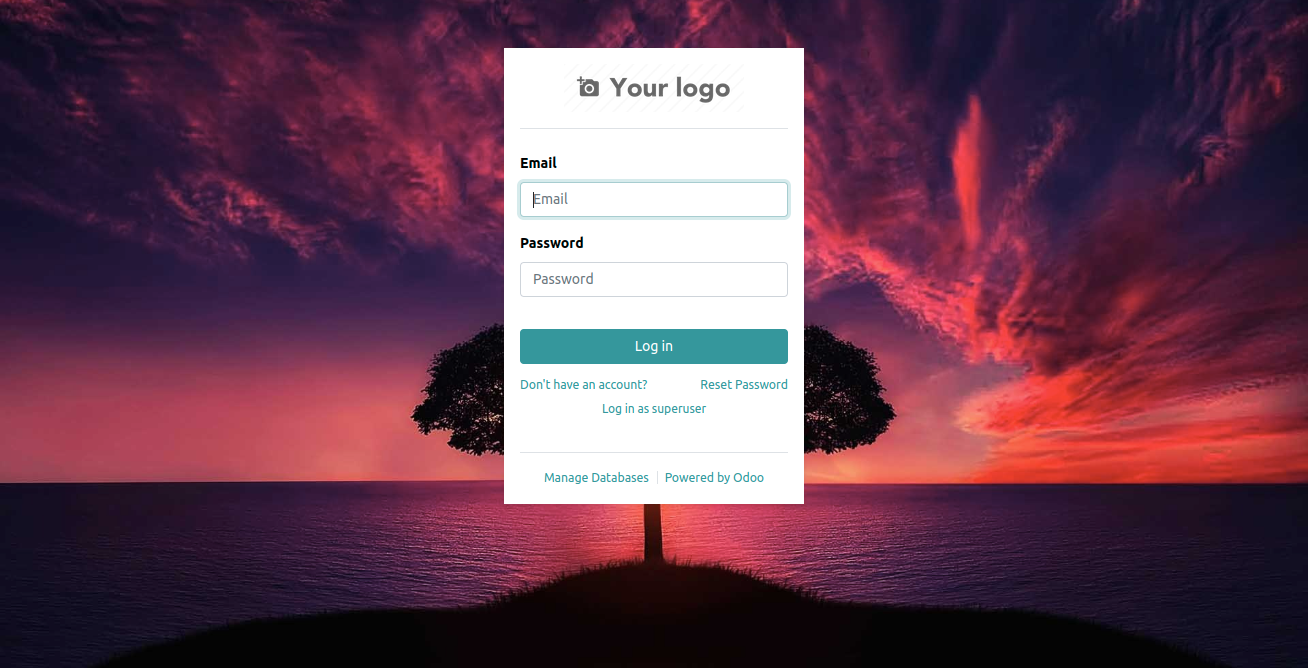 Your logo
Email
Email
Password
Password
Log in
Don't have an account? Reset Password
Log in as superuser
Manage Databases | Powered by Odoo